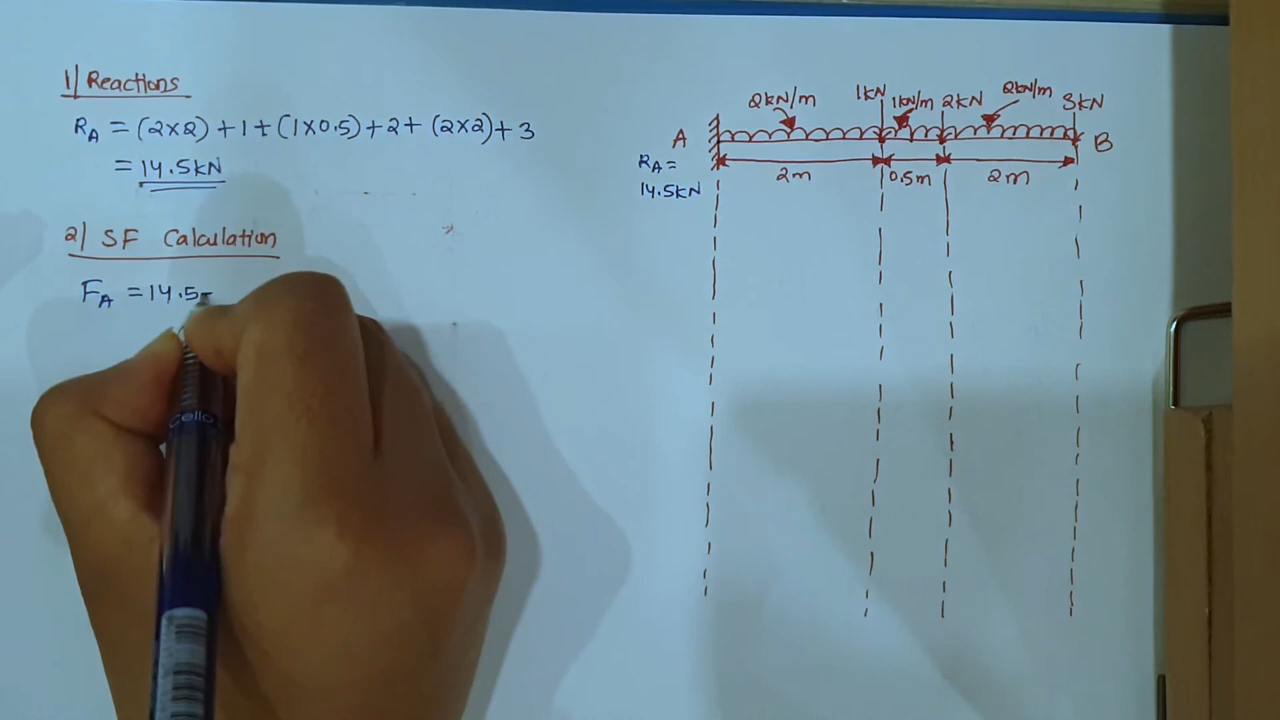 1) Reactions
RA = (2×2) + 1 + (1×0.5) + 2 + (2×2) + 3
= 14.5kN
2) SF Calculation
FA = 14.5
2kN/m 1kN 1kN/m 2kN 2kN/m 3kN
A B
RA =
14.5kN
2m 0.5m 2m
Cello